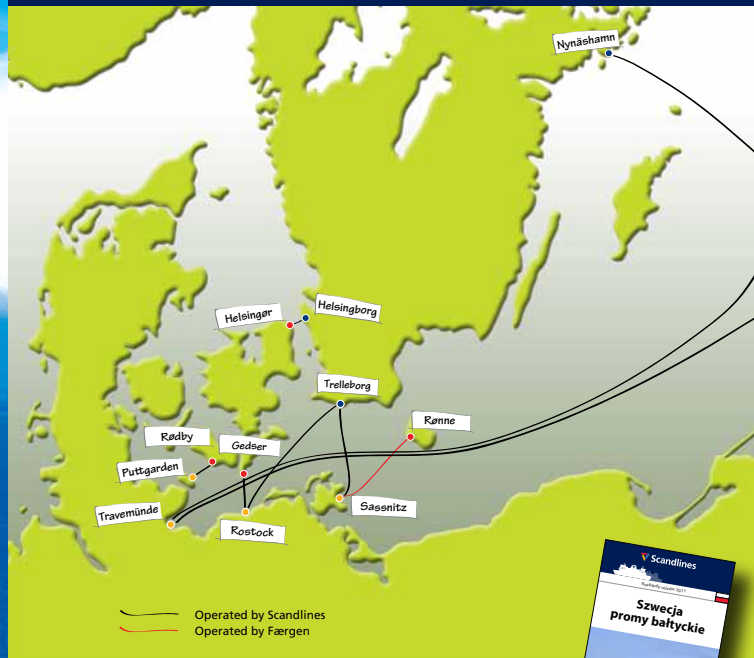 Nynäshamn
Helsingør
Helsingborg
Trelleborg
Rønne
Rødby
Gedser
Puttgarden
Travemünde
Rostock
Sassnitz
Operated by Scandlines
Operated by Færgen
Scandlines
Szwecja
promy bałtyckie